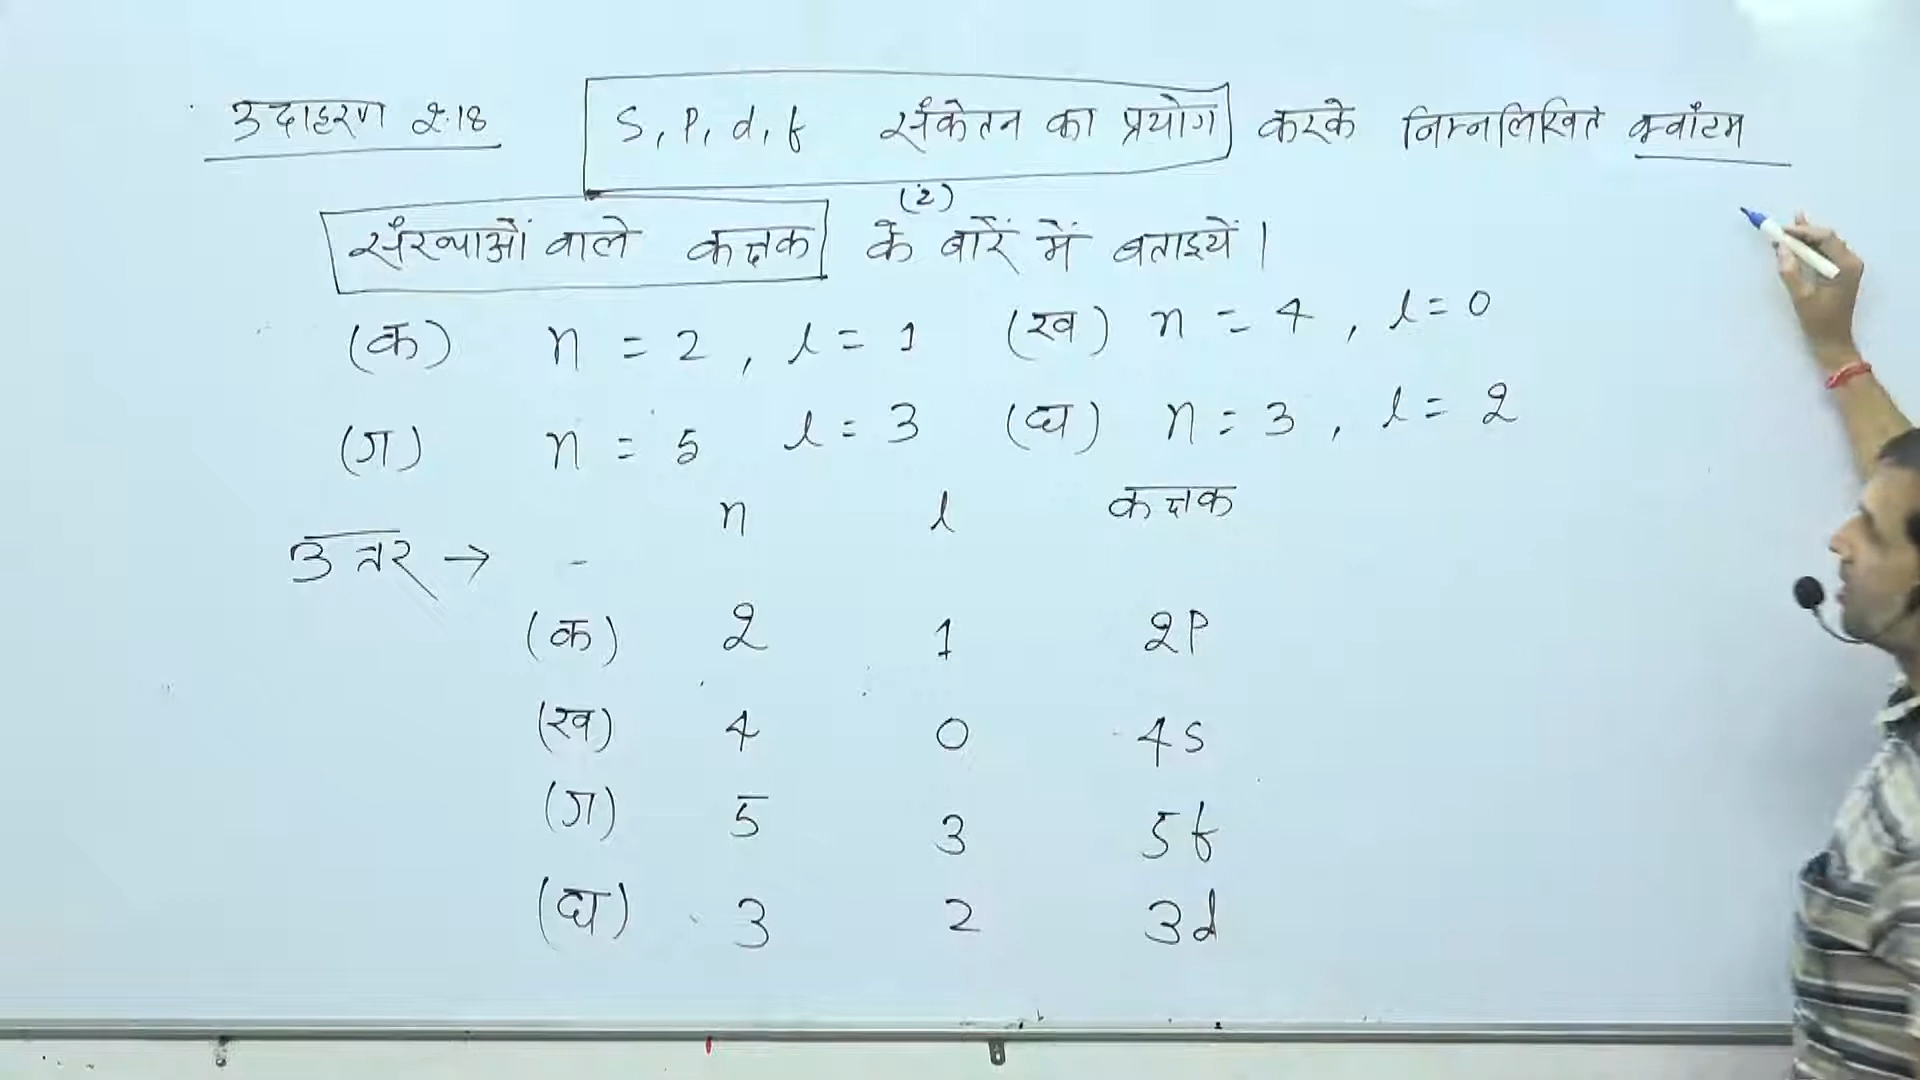 उदाहरण 2.18 S, P, d, f संकेतन का प्रयोग करके निम्नलिखित क्वांटम
(2)
संख्याओं वाले कक्षक के बारें में बताइयें।
(क) n = 2, l = 1 (ख) n = 4, l = 0
(ग) n = 5 l = 3 (घ) n = 3, l = 2
n l कक्षक
उत्तर → -
(क) 2 1 2P
(ख) 4 0 4S
(ग) 5 3 5f
(घ) 3 2 3d